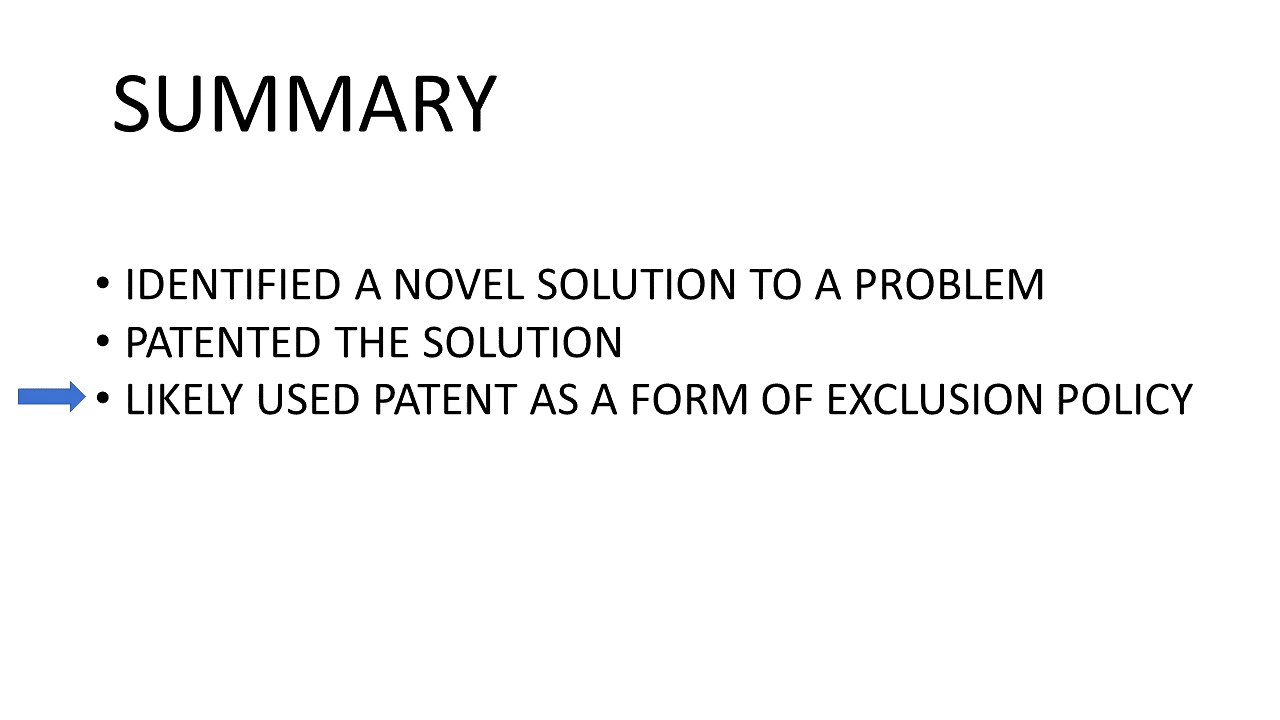 SUMMARY
• IDENTIFIED A NOVEL SOLUTION TO A PROBLEM
• PATENTED THE SOLUTION
• LIKELY USED PATENT AS A FORM OF EXCLUSION POLICY